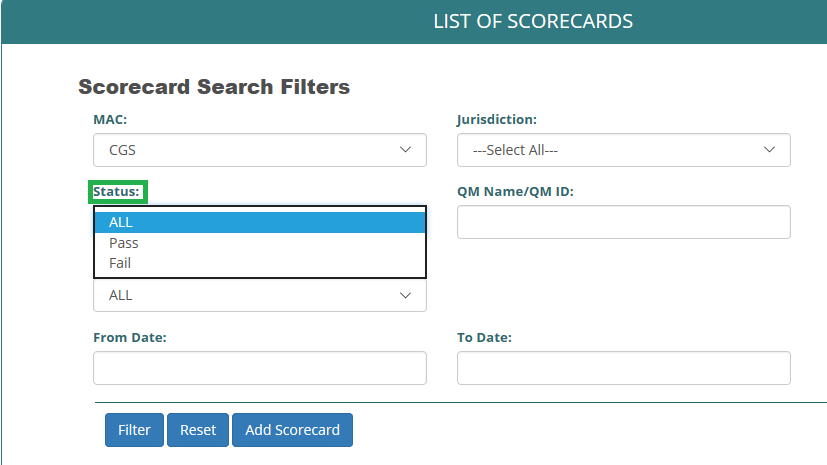 LIST OF SCORECARDS
Scorecard Search Filters
MAC:
Jurisdiction:
CGS
---Select All---
Status:
QM Name/QM ID:
ALL
Pass
Fail
ALL
From Date:
To Date:
Filter
Reset
Add Scorecard